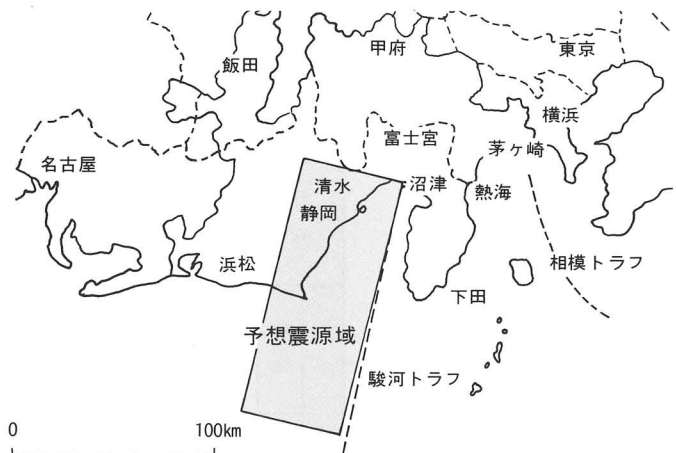 甲府
東京
飯田
横浜
富士宮
茅ヶ崎
名古屋
清水
沼津
熱海
静岡
浜松
相模トラフ
下田
予想震源域
駿河トラフ
0
100km